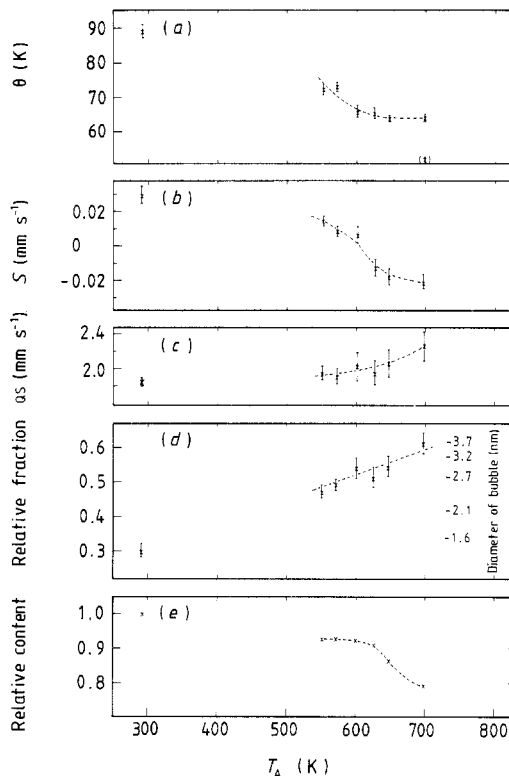 (a)
θ (K)
90
80
70
60
(b)
S (mm s⁻¹)
0.02
0
-0.02
(c)
as (mm s⁻¹)
2.4
2.0
(d)
Relative fraction
0.6
0.5
0.4
0.3
-3.7
-3.2
-2.7
-2.1
-1.6
Diameter of bubble (nm)
(e)
Relative content
1.0
0.9
0.8
300
400
500
600
700
800
T_A (K)